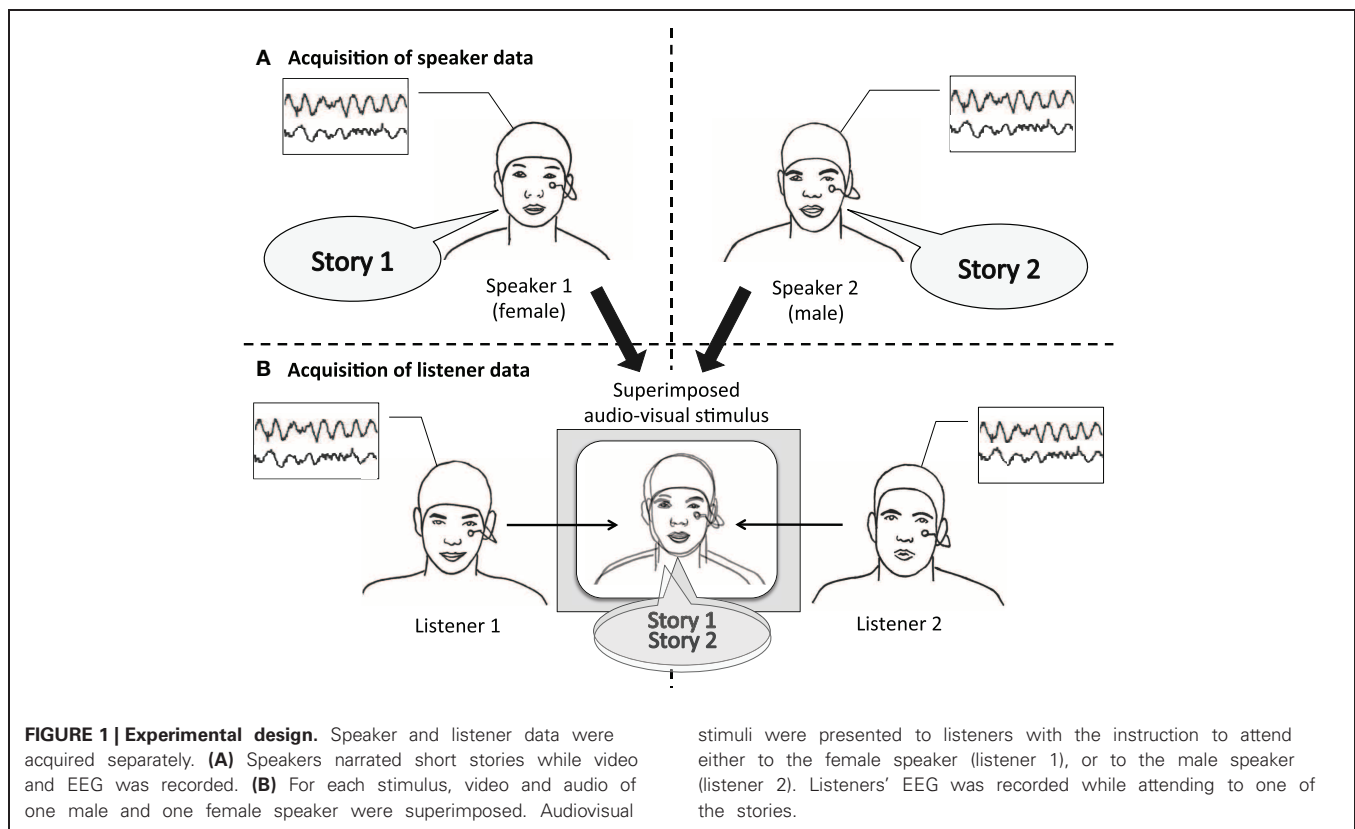 A Acquisition of speaker data
Story 1
Speaker 1
(female)
Speaker 2
(male)
Story 2
B Acquisition of listener data
Superimposed
audio-visual stimulus
Listener 1
Story 1
Story 2
Listener 2
FIGURE 1 | Experimental design. Speaker and listener data were
acquired separately. (A) Speakers narrated short stories while video
and EEG was recorded. (B) For each stimulus, video and audio of
one male and one female speaker were superimposed. Audiovisual
stimuli were presented to listeners with the instruction to attend
either to the female speaker (listener 1), or to the male speaker
(listener 2). Listeners’ EEG was recorded while attending to one of
the stories.